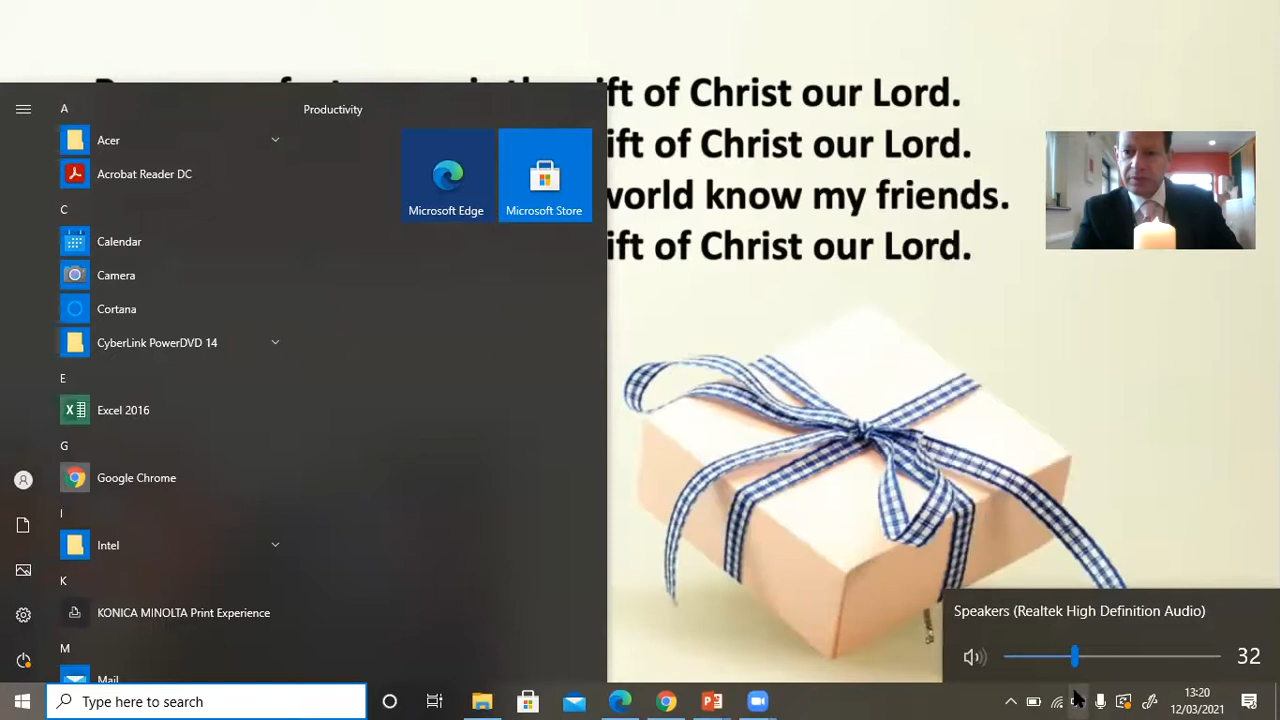 ift of Christ our Lord.
ift of Christ our Lord.
world know my friends.
ift of Christ our Lord.
A
Productivity
Acer
Acrobat Reader DC
Microsoft Edge
Microsoft Store
C
Calendar
Camera
Cortana
CyberLink PowerDVD 14
E
Excel 2016
G
Google Chrome
I
Intel
K
KONICA MINOLTA Print Experience
M
Mail
Speakers (Realtek High Definition Audio)
32
Type here to search
13:20
12/03/2021